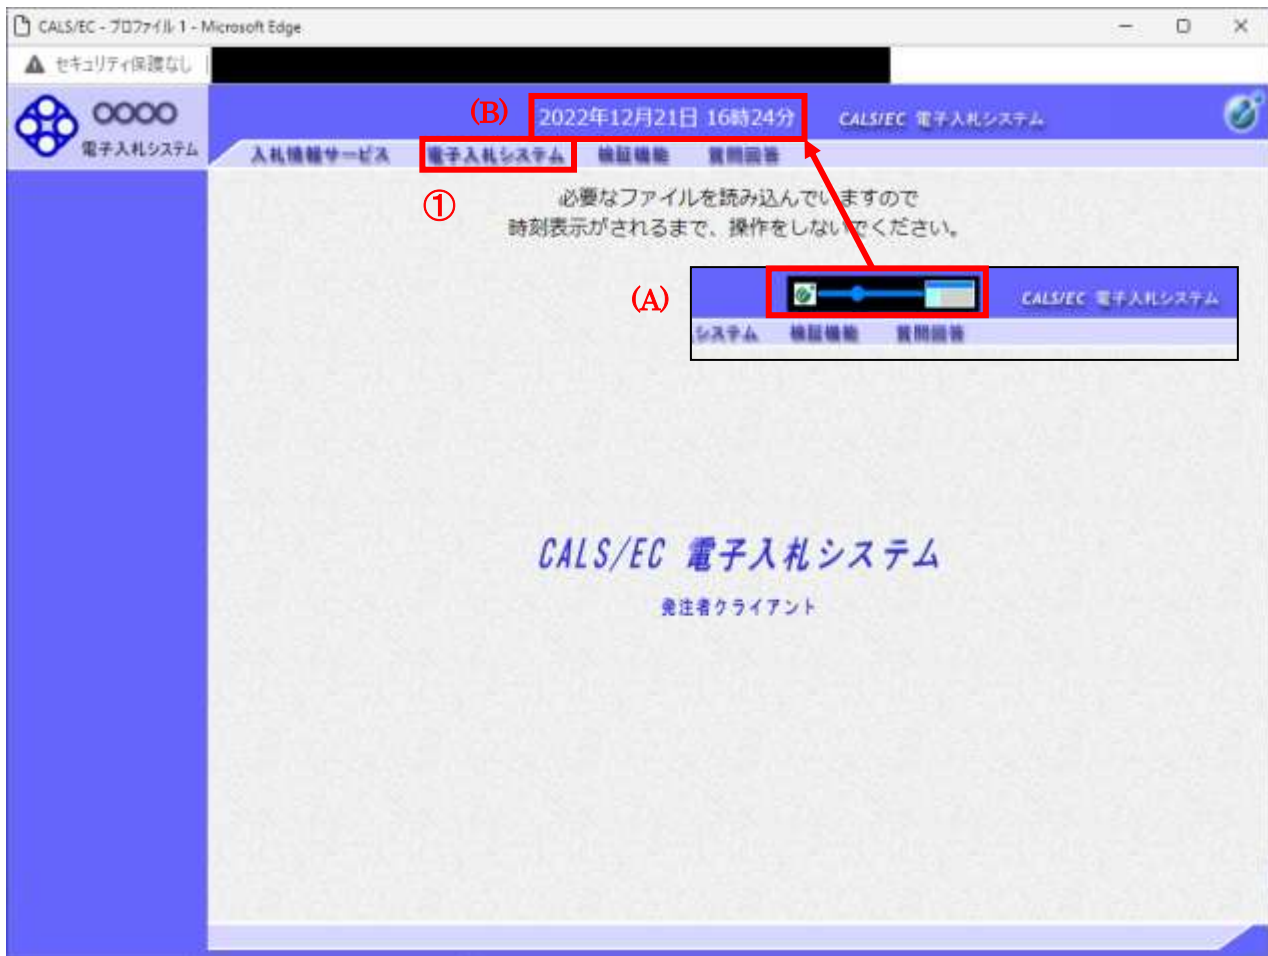 CALS/EC - プロファイル 1 - Microsoft Edge
セキュリティ保護なし
○○○○
電子入札システム
(B)
2022年12月21日 16時24分
CALS/EC 電子入札システム
入札情報サービス 電子入札システム 検証機能 質問回答
①
必要なファイルを読み込んでいますので
時刻表示がされるまで、操作をしないでください。
(A)
CALS/EC 電子入札システム
システム 検証機能 質問回答
CALS/EC 電子入札システム
発注者クライアント